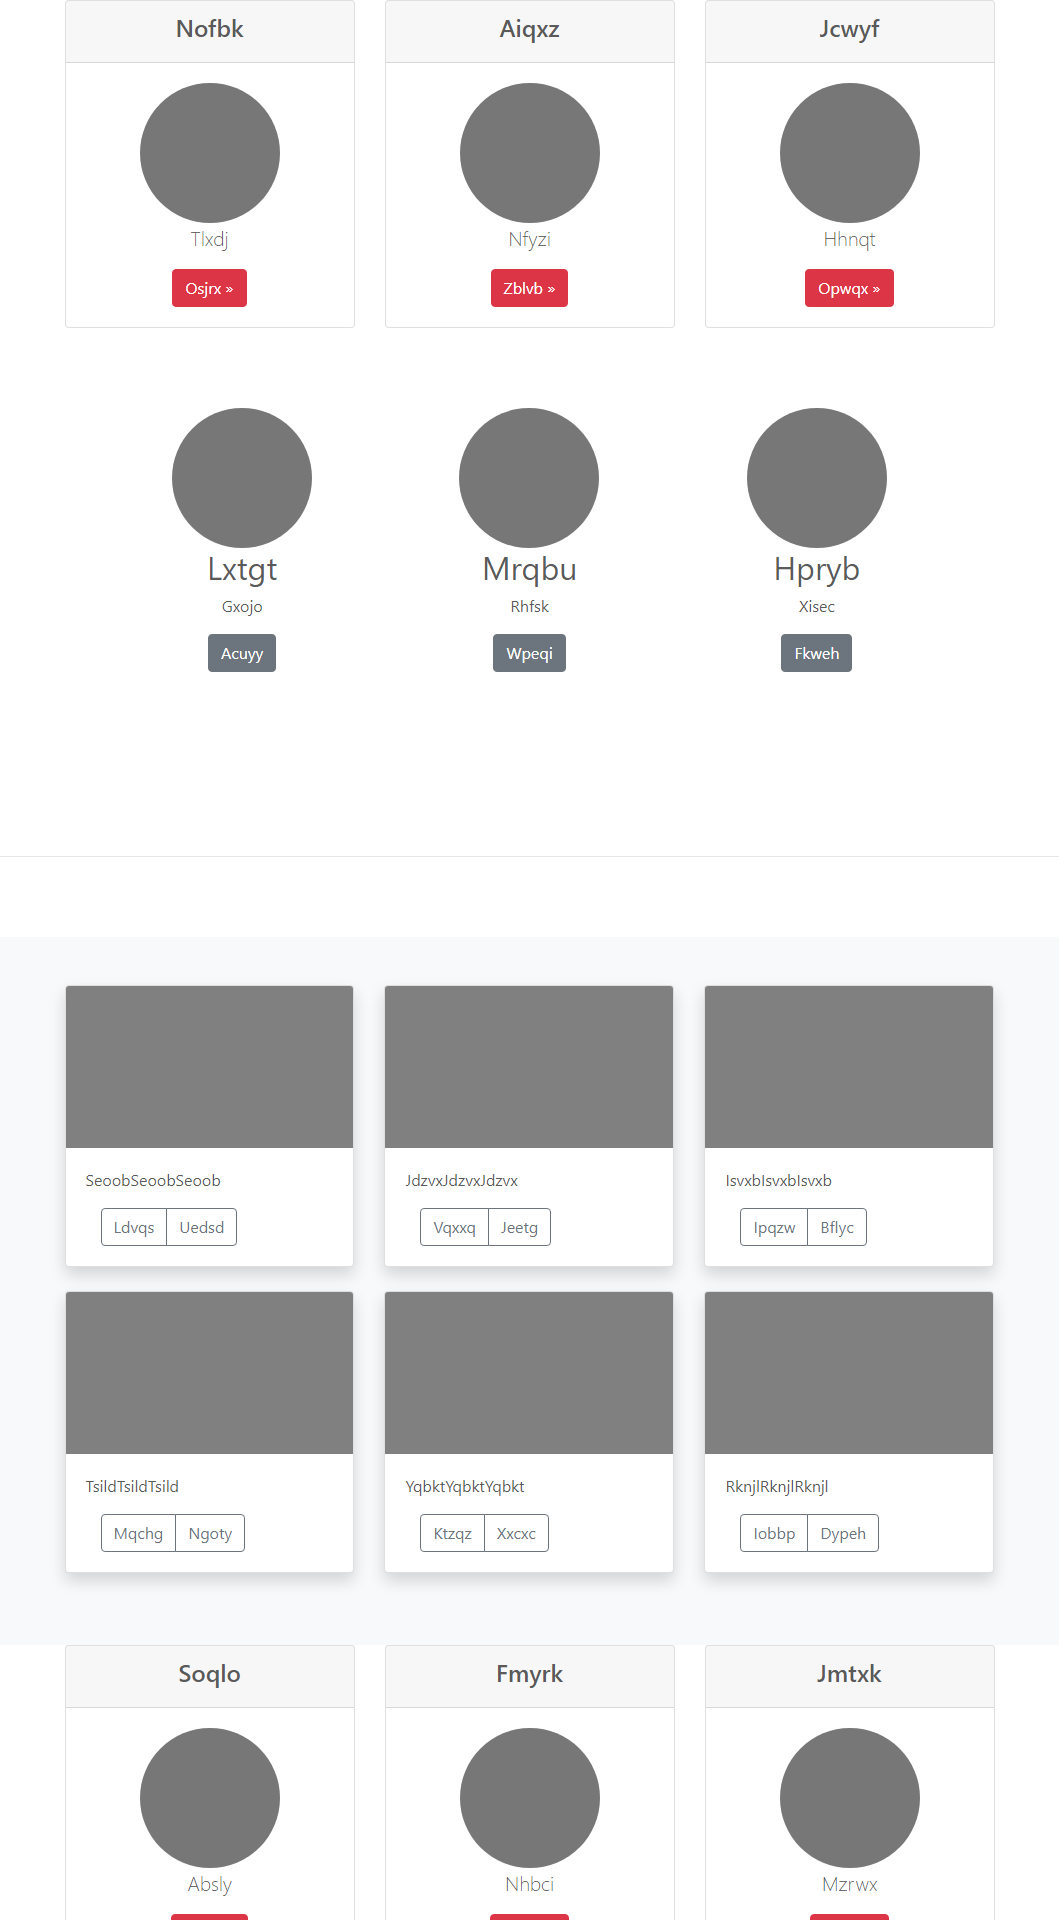 Nofbk
Aiqxz
Jcwyf
Tlxdj
Nfyzi
Hhnqt
Osjrx »
Zblvb »
Opwqx »
Lxtgt
Mrqbu
Hpryb
Gxojo
Rhfsk
Xisec
Acuyy
Wpeqi
Fkweh
SeoobSeoobSeoob
JdzvxJdzvxJdzvx
IsvxbIsvxbIsvxb
Ldvqs Uedsd
Vqxxq Jeetg
Ipqzw Bflyc
TsildTsildTsild
YqbktYqbktYqbkt
RknjlRknjlRknjl
Mqchg Ngoty
Ktzqz Xxcxc
Iobbp Dypeh
Soqlo
Fmyrk
Jmtxk
Absly
Nhbci
Mzrwx